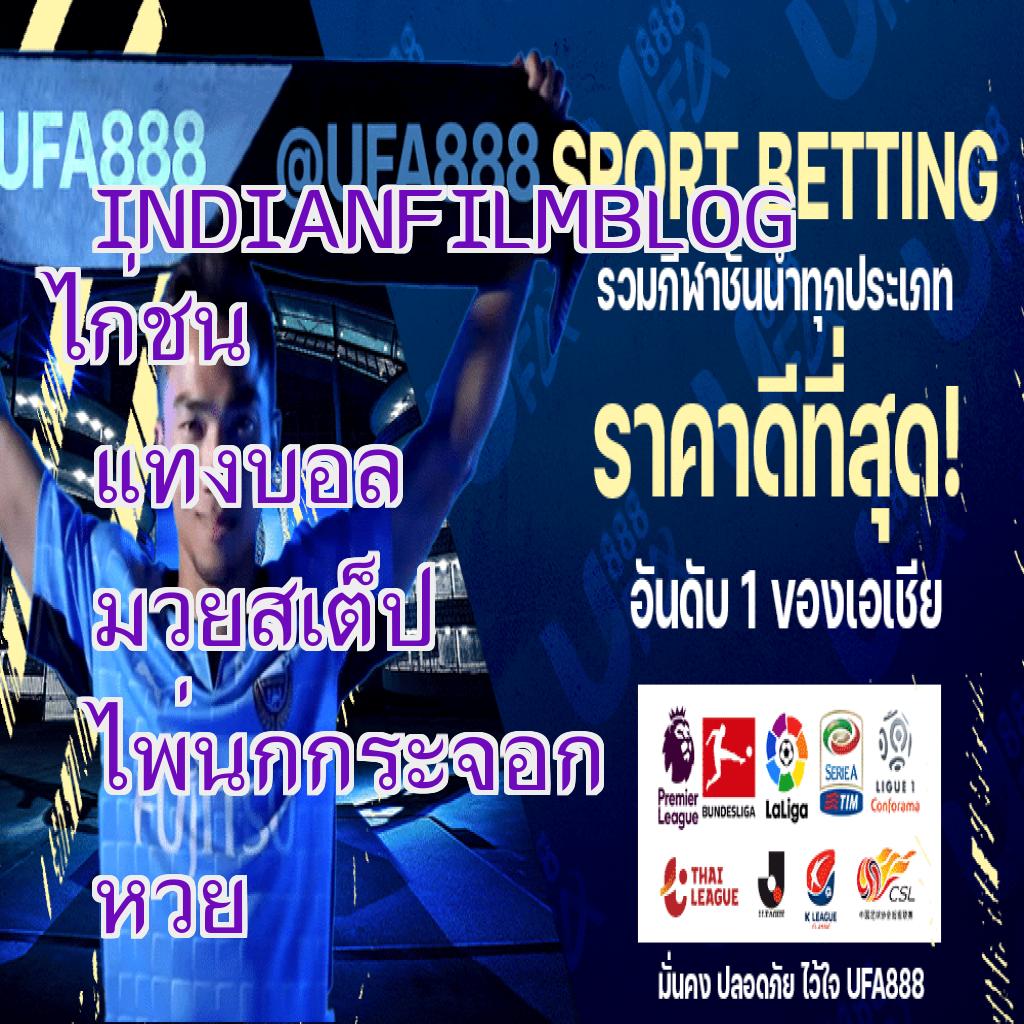 UFA888
@UFA888
SPORT BETTING
INDIANFILMBLOG
รวมกีฬาชั้นนำทุกประเภท
ไก่ชน
ราคาดีที่สุด!
แทงบอล
อันดับ 1 ของเอเชีย
มวยสเต็ป
ไพ่นกกระจอก
FUJITSU
หวย
Premier
League
BUNDESLIGA
LaLiga
SERIE A
TIM
LIGUE 1
Conforama
THAI
LEAGUE
J.LEAGUE
K LEAGUE
CSL
มั่นคง ปลอดภัย ไว้ใจ UFA888